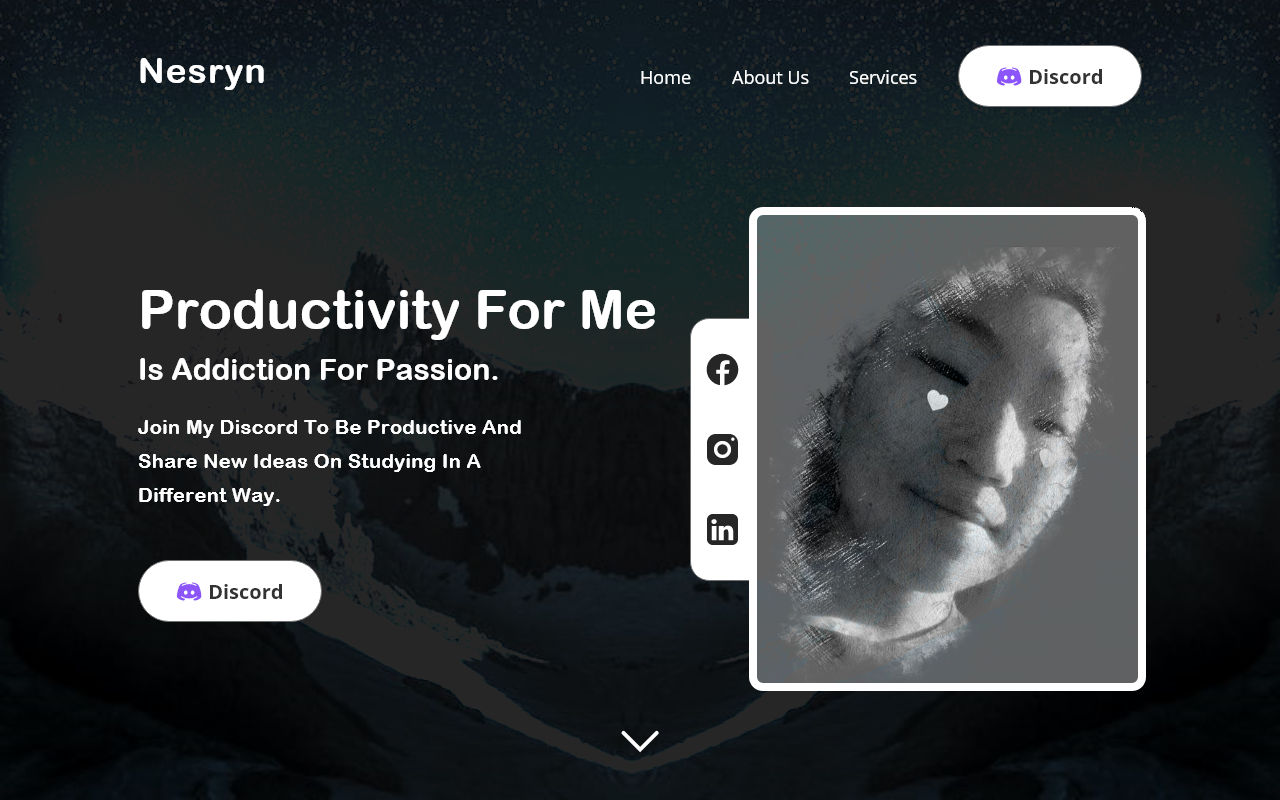 Nesryn
Home About Us Services Discord
Productivity For Me
Is Addiction For Passion.
Join My Discord To Be Productive And
Share New Ideas On Studying In A
Different Way.
Discord